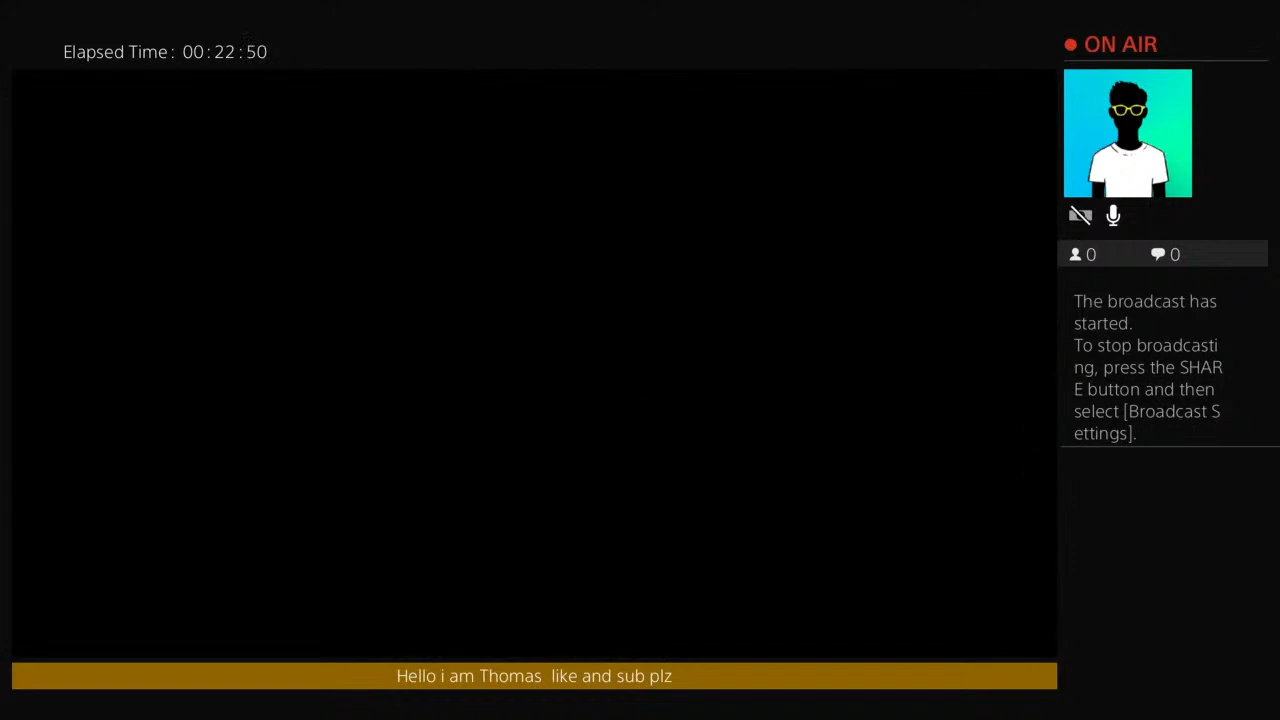 Elapsed Time: 00:22:50
ON AIR
0 0
The broadcast has
started.
To stop broadcasti
ng, press the SHAR
E button and then
select [Broadcast S
ettings].
Hello i am Thomas  like and sub plz